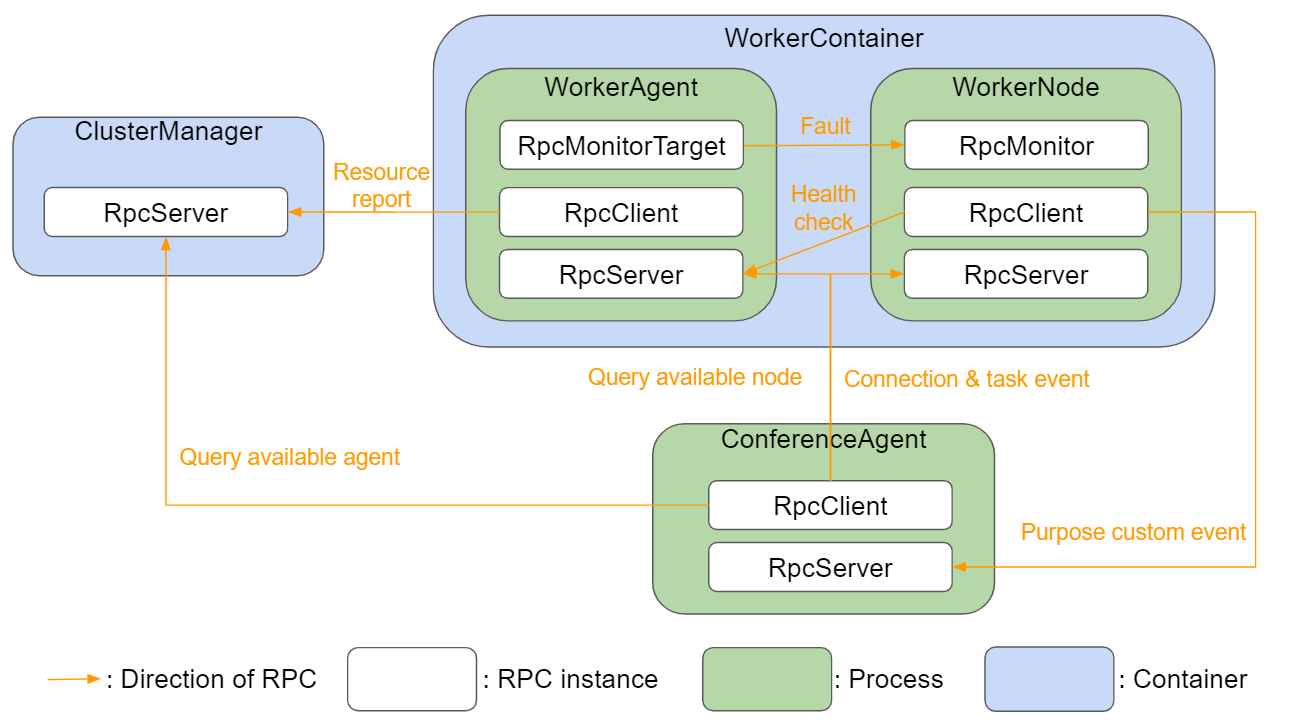 WorkerContainer
WorkerAgent
WorkerNode
ClusterManager
RpcMonitorTarget
Fault
RpcMonitor
Resource
report
RpcServer
RpcClient
Health
check
RpcClient
RpcServer
RpcServer
Query available node
Connection & task event
ConferenceAgent
Query available agent
RpcClient
Purpose custom event
RpcServer
: Direction of RPC
: RPC instance
: Process
: Container